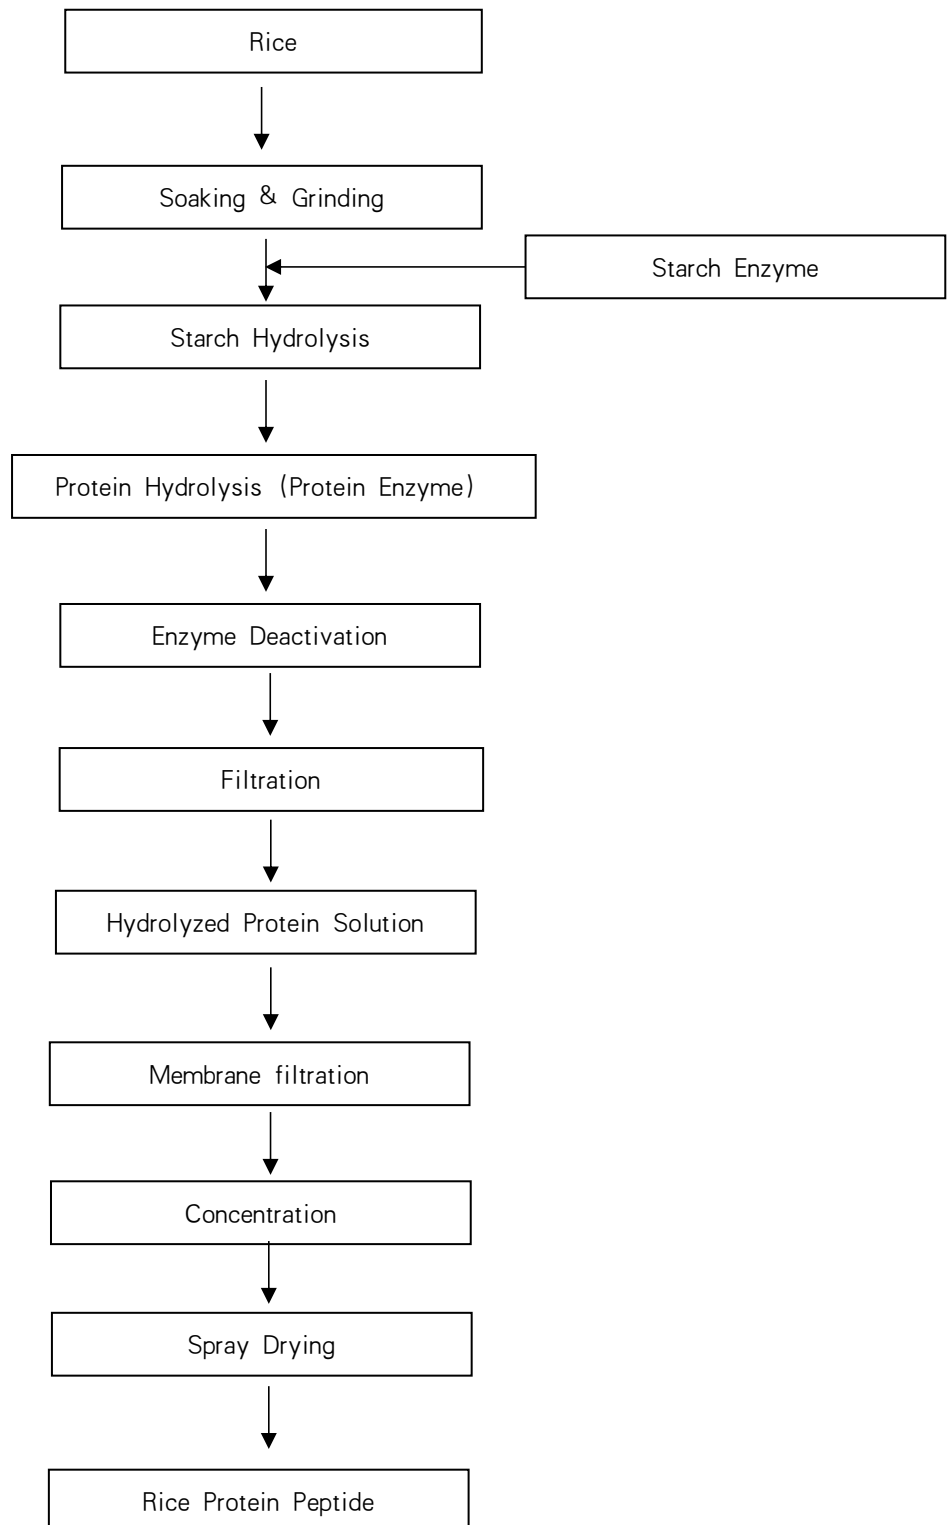 Rice
Soaking & Grinding
Starch Enzyme
Starch Hydrolysis
Protein Hydrolysis (Protein Enzyme)
Enzyme Deactivation
Filtration
Hydrolyzed Protein Solution
Membrane filtration
Concentration
Spray Drying
Rice Protein Peptide